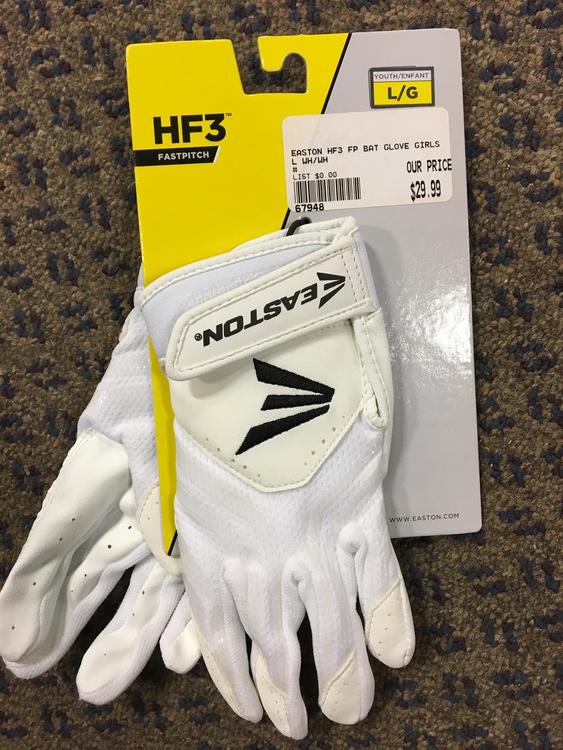 YOUTH/ENFANT
L/G
HF3™
FASTPITCH
EASTON HF3 FP BAT GLOVE GIRLS
L WH/WH
#
LIST $0.00
OUR PRICE
$29.99
67948
EASTON®
WWW.EASTON.COM